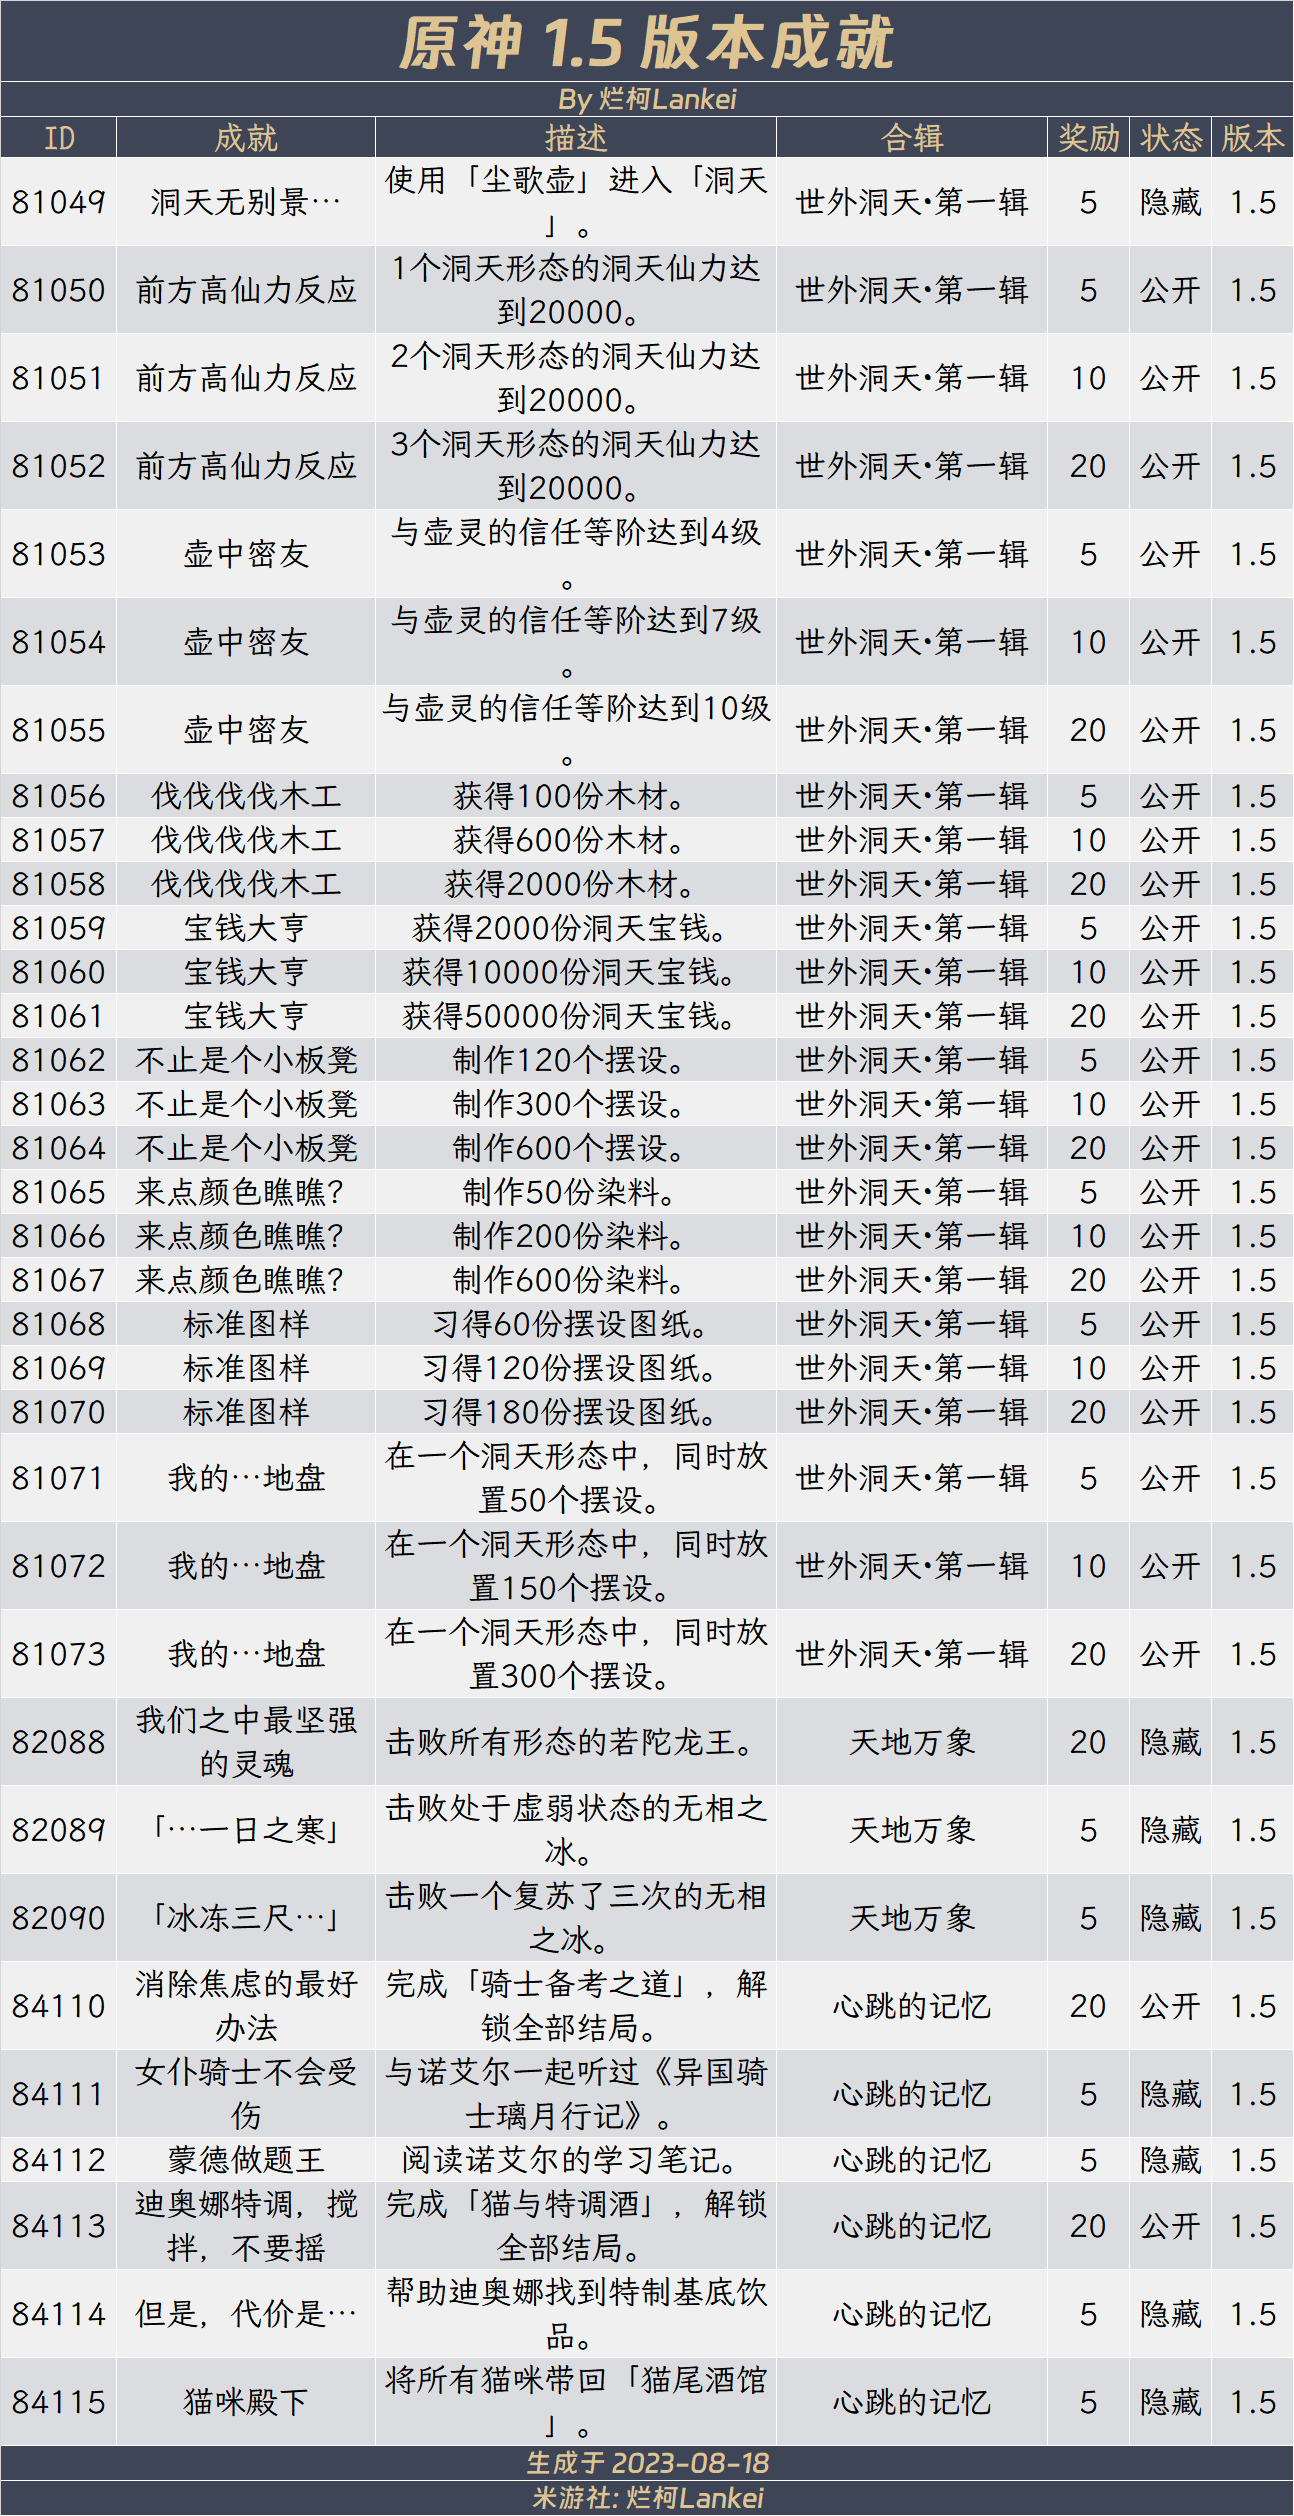 原神 1.5 版本成就
By 烂柯Lankei
ID 成就 描述 合辑 奖励 状态 版本
81049 洞天无别景… 使用「尘歌壶」进入「洞天」。 世外洞天•第一辑 5 隐藏 1.5
81050 前方高仙力反应 1个洞天形态的洞天仙力达到20000。 世外洞天•第一辑 5 公开 1.5
81051 前方高仙力反应 2个洞天形态的洞天仙力达到20000。 世外洞天•第一辑 10 公开 1.5
81052 前方高仙力反应 3个洞天形态的洞天仙力达到20000。 世外洞天•第一辑 20 公开 1.5
81053 壶中密友 与壶灵的信任等阶达到4级。 世外洞天•第一辑 5 公开 1.5
81054 壶中密友 与壶灵的信任等阶达到7级。 世外洞天•第一辑 10 公开 1.5
81055 壶中密友 与壶灵的信任等阶达到10级。 世外洞天•第一辑 20 公开 1.5
81056 伐伐伐伐木工 获得100份木材。 世外洞天•第一辑 5 公开 1.5
81057 伐伐伐伐木工 获得600份木材。 世外洞天•第一辑 10 公开 1.5
81058 伐伐伐伐木工 获得2000份木材。 世外洞天•第一辑 20 公开 1.5
81059 宝钱大亨 获得2000份洞天宝钱。 世外洞天•第一辑 5 公开 1.5
81060 宝钱大亨 获得10000份洞天宝钱。 世外洞天•第一辑 10 公开 1.5
81061 宝钱大亨 获得50000份洞天宝钱。 世外洞天•第一辑 20 公开 1.5
81062 不止是个小板凳 制作120个摆设。 世外洞天•第一辑 5 公开 1.5
81063 不止是个小板凳 制作300个摆设。 世外洞天•第一辑 10 公开 1.5
81064 不止是个小板凳 制作600个摆设。 世外洞天•第一辑 20 公开 1.5
81065 来点颜色瞧瞧？ 制作50份染料。 世外洞天•第一辑 5 公开 1.5
81066 来点颜色瞧瞧？ 制作200份染料。 世外洞天•第一辑 10 公开 1.5
81067 来点颜色瞧瞧？ 制作600份染料。 世外洞天•第一辑 20 公开 1.5
81068 标准图样 习得60份摆设图纸。 世外洞天•第一辑 5 公开 1.5
81069 标准图样 习得120份摆设图纸。 世外洞天•第一辑 10 公开 1.5
81070 标准图样 习得180份摆设图纸。 世外洞天•第一辑 20 公开 1.5
81071 我的…地盘 在一个洞天形态中，同时放置50个摆设。 世外洞天•第一辑 5 公开 1.5
81072 我的…地盘 在一个洞天形态中，同时放置150个摆设。 世外洞天•第一辑 10 公开 1.5
81073 我的…地盘 在一个洞天形态中，同时放置300个摆设。 世外洞天•第一辑 20 公开 1.5
82088 我们之中最坚强的灵魂 击败所有形态的若陀龙王。 天地万象 20 隐藏 1.5
82089 「…一日之寒」 击败处于虚弱状态的无相之冰。 天地万象 5 隐藏 1.5
82090 「冰冻三尺…」 击败一个复苏了三次的无相之冰。 天地万象 5 隐藏 1.5
84110 消除焦虑的最好办法 完成「骑士备考之道」，解锁全部结局。 心跳的记忆 20 公开 1.5
84111 女仆骑士不会受伤 与诺艾尔一起听过《异国骑士璃月行记》。 心跳的记忆 5 隐藏 1.5
84112 蒙德做题王 阅读诺艾尔的学习笔记。 心跳的记忆 5 隐藏 1.5
84113 迪奥娜特调，搅拌，不要摇 完成「猫与特调酒」，解锁全部结局。 心跳的记忆 20 公开 1.5
84114 但是，代价是… 帮助迪奥娜找到特制基底饮品。 心跳的记忆 5 隐藏 1.5
84115 猫咪殿下 将所有猫咪带回「猫尾酒馆」。 心跳的记忆 5 隐藏 1.5
生成于 2023-08-18
米游社: 烂柯Lankei